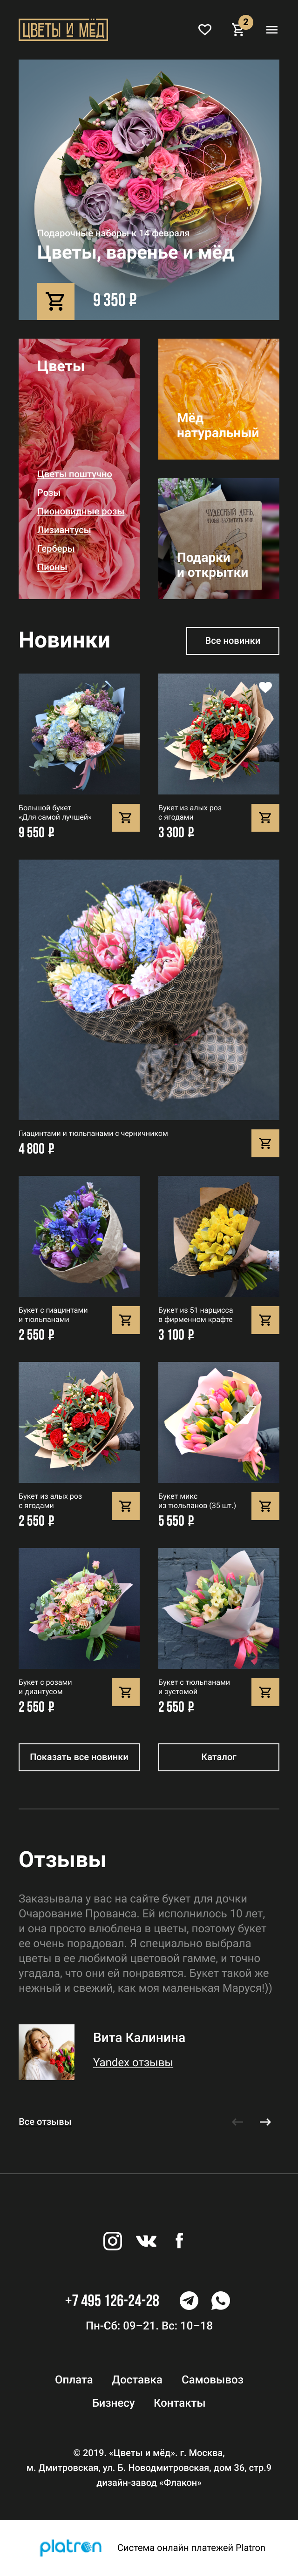 ЦВЕТЫ И МЁД
2
Подарочные наборы к 14 февраля
Цветы, варенье и мёд
9 350 ₽
Цветы
Цветы поштучно
Розы
Пионовидные розы
Лизиантусы
Герберы
Пионы
Мёд
натуральный
ЧУДЕСНЫЙ ДЕНЬ,
Подарки
и открытки
Новинки
Все новинки
Большой букет
«Для самой лучшей»
9 550 ₽
Букет из алых роз
с ягодами
3 300 ₽
Гиацинтами и тюльпанами с черничником
4 800 ₽
Букет с гиацинтами
и тюльпанами
2 550 ₽
Букет из 51 нарцисса
в фирменном крафте
3 100 ₽
Букет из алых роз
с ягодами
2 550 ₽
Букет микс
из тюльпанов (35 шт.)
5 550 ₽
Букет с розами
и диантусом
2 550 ₽
Букет с тюльпанами
и эустомой
2 550 ₽
Показать все новинки
Каталог
Отзывы
Заказывала у вас на сайте букет для дочки
Очарование Прованса. Ей исполнилось 10 лет,
и она просто влюблена в цветы, поэтому букет
ее очень порадовал. Я специально выбрала
цветы в ее любимой цветовой гамме, и точно
угадала, что они ей понравятся. Букет такой же
нежный и свежий, как моя маленькая Маруся!))
Вита Калинина
Yandex отзывы
Все отзывы
+7 495 126-24-28
Пн-Сб: 09–21. Вс: 10–18
Оплата Доставка Самовывоз
Бизнесу Контакты
© 2019. «Цветы и мёд». г. Москва,
м. Дмитровская, ул. Б. Новодмитровская, дом 36, стр.9
дизайн-завод «Флакон»
platron
Система онлайн платежей Platron